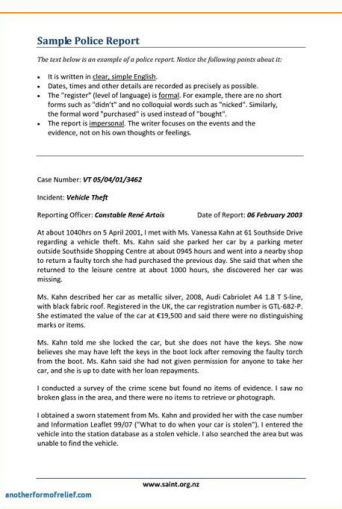 Sample Police Report
The text below is an example of a police report. Notice the following points about it:
• It is written in clear, simple English.
• Dates, times and other details are recorded as precisely as possible.
• The "register" (level of language) is formal. For example, there are no short
forms such as "didn't" and no colloquial words such as "nicked". Similarly,
the formal word "purchased" is used instead of "bought".
• The report is impersonal. The writer focuses on the events and the
evidence, not on his own thoughts or feelings.
Case Number: VT 05/04/01/3462
Incident: Vehicle Theft
Reporting Officer: Constable René Artois Date of Report: 06 February 2003
At about 1040hrs on 5 April 2001, I met with Ms. Vanessa Kahn at 61 Southside Drive
regarding a vehicle theft. Ms. Kahn said she parked her car by a parking meter
outside Southside Shopping Centre at about 0945 hours and went into a nearby shop
to return a faulty torch she had purchased the previous day. She said that when she
returned to the leisure centre at about 1000 hours, she discovered her car was
missing.
Ms. Kahn described her car as metallic silver, 2008, Audi Cabriolet A4 1.8 T S-line,
with black fabric roof. Registered in the UK, the car registration number is GTL-682-P.
She estimated the value of the car at €19,500 and said there were no distinguishing
marks or items.
Ms. Kahn told me she locked the car, but she does not have the keys. She now
believes she may have left the keys in the boot lock after removing the faulty torch
from the boot. Ms. Kahn said she had not given permission for anyone to take her
car, and she is up to date with her loan repayments.
I conducted a survey of the crime scene but found no items of evidence. I saw no
broken glass in the area, and there were no items to retrieve or photograph.
I obtained a sworn statement from Ms. Kahn and provided her with the case number
and Information Leaflet 99/07 ("What to do when your car is stolen"). I entered the
vehicle into the station database as a stolen vehicle. I also searched the area but was
unable to find the vehicle.
www.saint.org.nz
anotherformofrelief.com